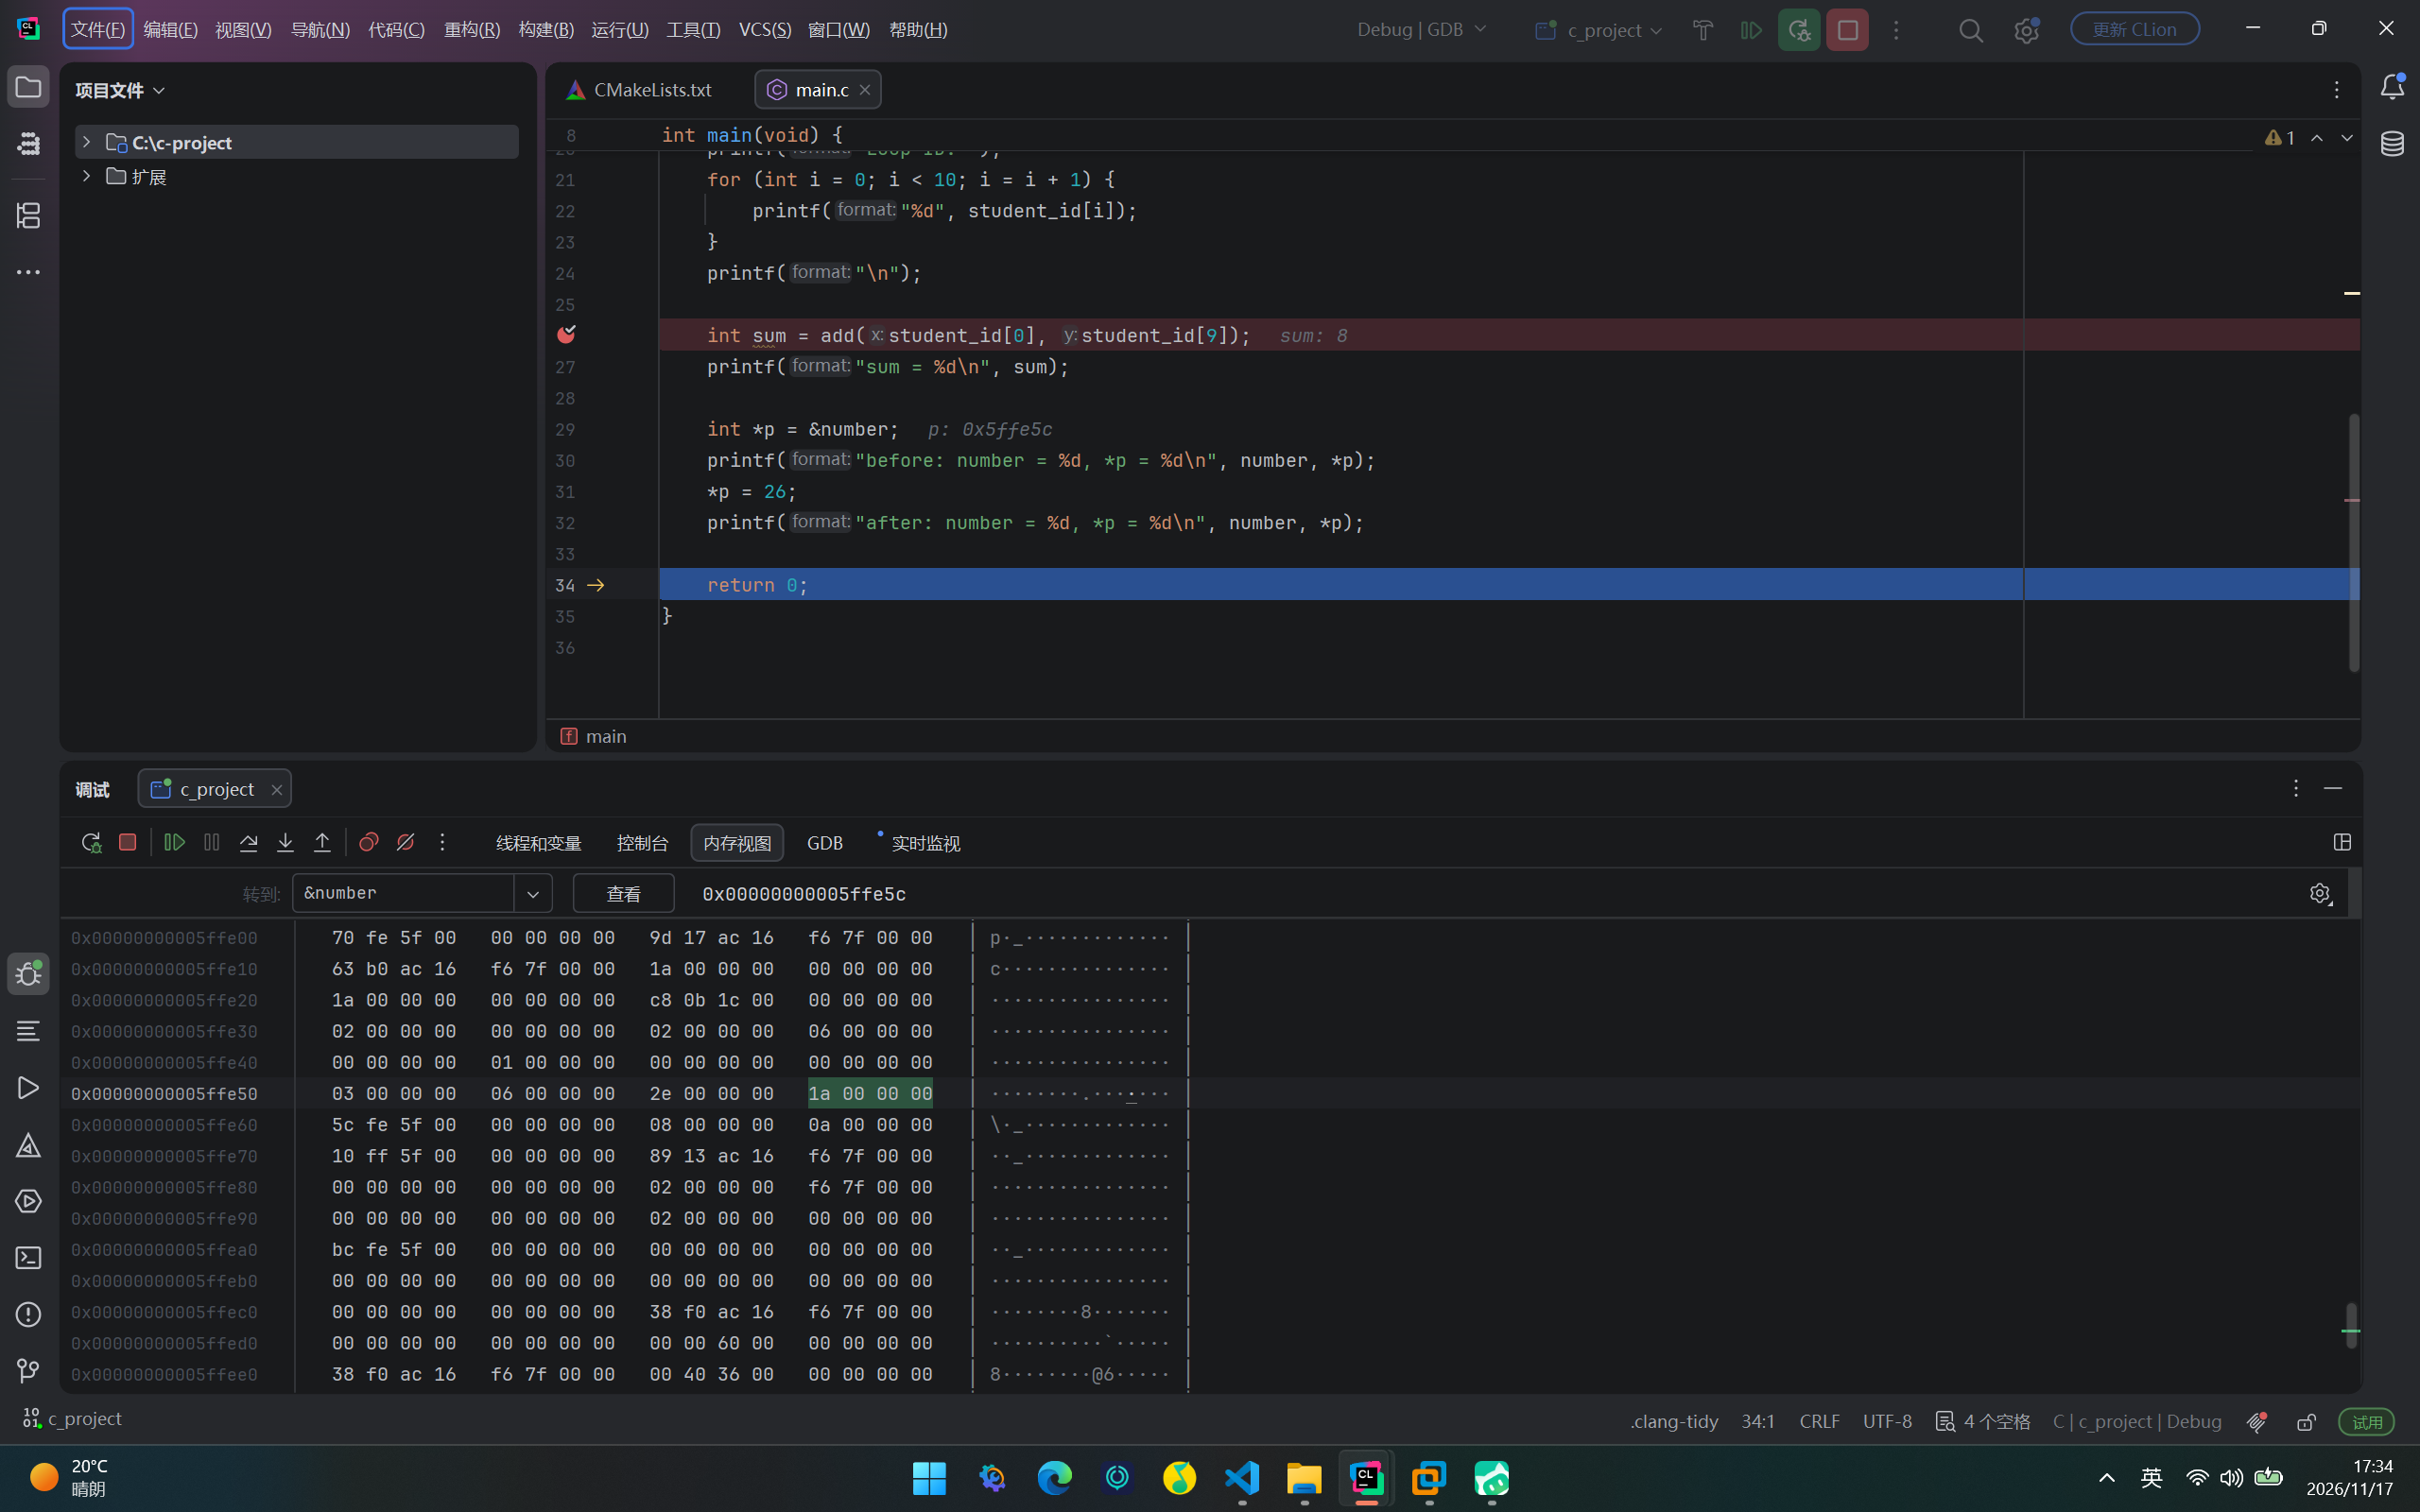 文件(F) 编辑(E) 视图(V) 导航(N) 代码(C) 重构(R) 构建(B) 运行(U) 工具(T) VCS(S) 窗口(W) 帮助(H) Debug | GDB c_project 更新 CLion
项目文件
C:\c-project
扩展
CMakeLists.txt main.c
8 int main(void) {
1
21 for (int i = 0; i < 10; i = i + 1) {
22 printf(format: "%d", student_id[i]);
23 }
24 printf(format: "\n");
25
int sum = add(x: student_id[0], y: student_id[9]); sum: 8
27 printf(format: "sum = %d\n", sum);
28
29 int *p = &number; p: 0x5ffe5c
30 printf(format: "before: number = %d, *p = %d\n", number, *p);
31 *p = 26;
32 printf(format: "after: number = %d, *p = %d\n", number, *p);
33
34 return 0;
35 }
36
main
调试 c_project
线程和变量 控制台 内存视图 GDB 实时监视
转到: &number 查看 0x00000000005ffe5c
0x00000000005ffe00 70 fe 5f 00 00 00 00 00 9d 17 ac 16 f6 7f 00 00 p·_·············
0x00000000005ffe10 63 b0 ac 16 f6 7f 00 00 1a 00 00 00 00 00 00 00 c···············
0x00000000005ffe20 1a 00 00 00 00 00 00 00 c8 0b 1c 00 00 00 00 00 ················
0x00000000005ffe30 02 00 00 00 00 00 00 00 02 00 00 00 06 00 00 00 ················
0x00000000005ffe40 00 00 00 00 01 00 00 00 00 00 00 00 00 00 00 00 ················
0x00000000005ffe50 03 00 00 00 06 00 00 00 2e 00 00 00 1a 00 00 00 ········.·······
0x00000000005ffe60 5c fe 5f 00 00 00 00 00 08 00 00 00 0a 00 00 00 \·_·············
0x00000000005ffe70 10 ff 5f 00 00 00 00 00 89 13 ac 16 f6 7f 00 00 ··_·············
0x00000000005ffe80 00 00 00 00 00 00 00 00 02 00 00 00 f6 7f 00 00 ················
0x00000000005ffe90 00 00 00 00 00 00 00 00 02 00 00 00 00 00 00 00 ················
0x00000000005ffea0 bc fe 5f 00 00 00 00 00 00 00 00 00 00 00 00 00 ··_·············
0x00000000005ffeb0 00 00 00 00 00 00 00 00 00 00 00 00 00 00 00 00 ················
0x00000000005ffec0 00 00 00 00 00 00 00 00 38 f0 ac 16 f6 7f 00 00 ········8·······
0x00000000005ffed0 00 00 00 00 00 00 00 00 00 00 60 00 00 00 00 00 ··········`·····
0x00000000005ffee0 38 f0 ac 16 f6 7f 00 00 00 40 36 00 00 00 00 00 8········@6·····
c_project .clang-tidy 34:1 CRLF UTF-8 4 个空格 C | c_project | Debug 试用
20°C
晴朗
英
17:34
2026/11/17